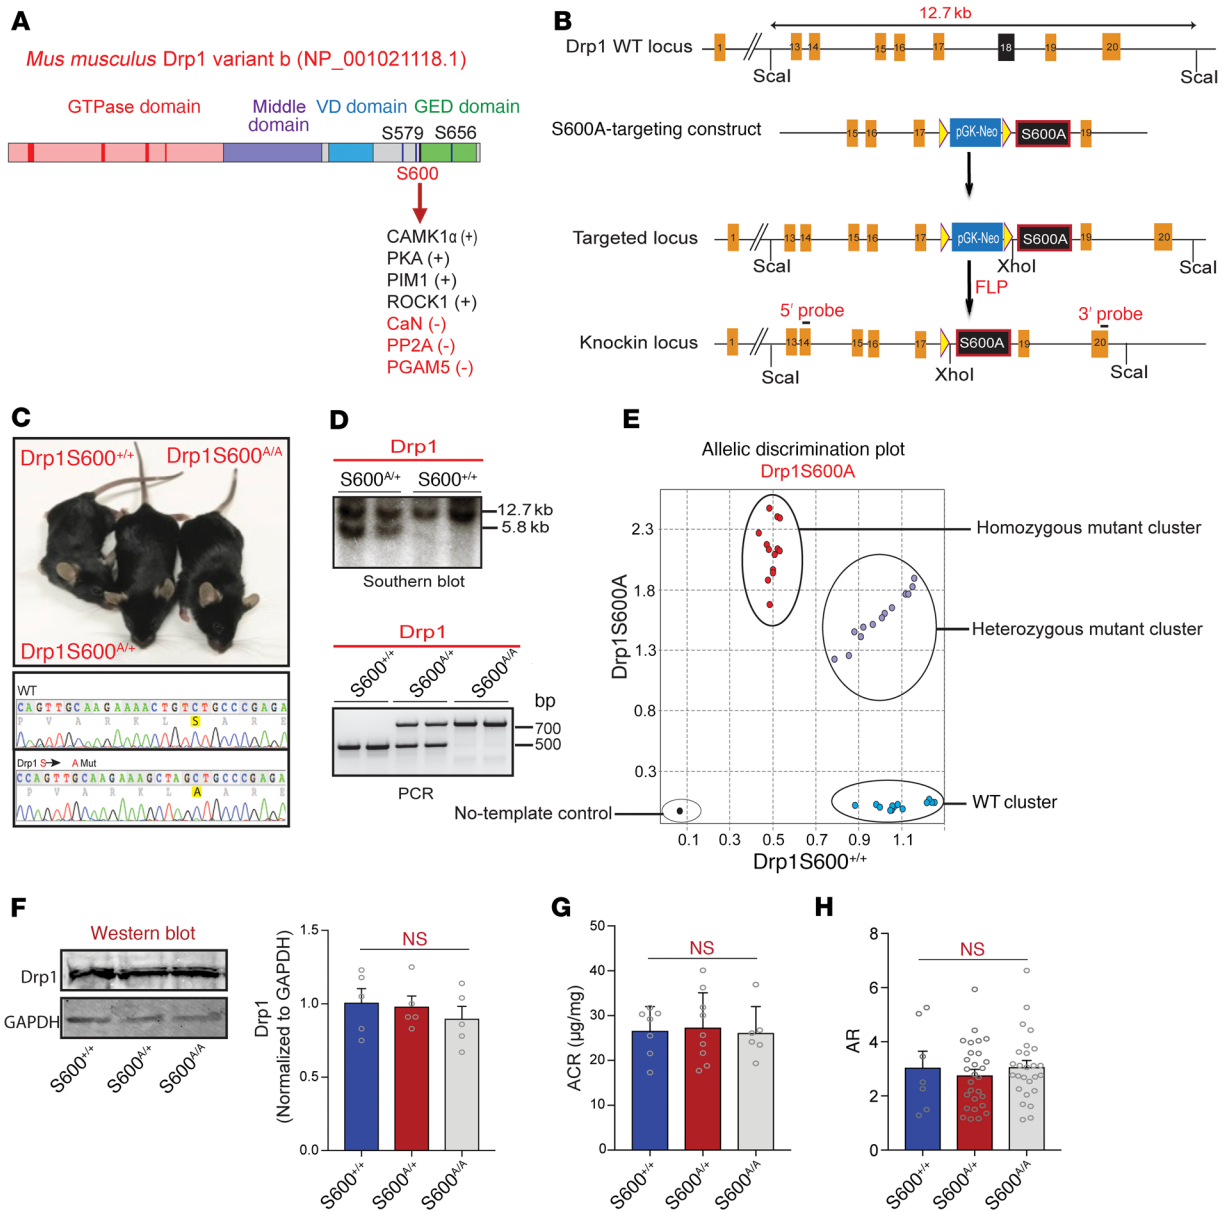 A
Mus musculus Drp1 variant b (NP_001021118.1)
GTPase domain
Middle
domain
VD domain
GED domain
S579
S656
S600
CAMK1α (+)
PKA (+)
PIM1 (+)
ROCK1 (+)
CaN (-)
PP2A (-)
PGAM5 (-)
B
12.7 kb
Drp1 WT locus
1
13
14
15
16
17
18
19
20
ScaI
ScaI
S600A-targeting construct
15
16
17
pGK-Neo
S600A
19
Targeted locus
1
13
14
15
16
17
pGK-Neo
S600A
19
20
ScaI
XhoI
ScaI
FLP
5′ probe
3′ probe
Knockin locus
1
13
14
15
16
17
S600A
19
20
ScaI
XhoI
ScaI
C
Drp1S600+/+
Drp1S600A/A
Drp1S600A/+
WT
CAGTTGCAAGAAAACTGTCTGCCCGAGA
P V A R K L S A R E
Drp1 S→ A Mut
CCAGTTGCAAGAAAGCTAGCTGCCCGAGA
P V A R K L A A R E
D
Drp1
S600A/+ S600+/+
12.7 kb
5.8 kb
Southern blot
Drp1
S600+/+
S600A/+
S600A/A
bp
700
500
PCR
E
Allelic discrimination plot
Drp1S600A
Drp1S600A
2.3
1.8
1.3
0.8
0.3
Homozygous mutant cluster
Heterozygous mutant cluster
WT cluster
No-template control
0.1 0.3 0.5 0.7 0.9 1.1
Drp1S600+/+
F
Western blot
Drp1
GAPDH
S600+/+
S600A/+
S600A/A
Drp1
(Normalized to GAPDH)
1.5
1.0
0.5
0.0
NS
S600+/+
S600A/+
S600A/A
G
ACR (μg/mg)
50
40
30
20
10
0
NS
S600+/+
S600A/+
S600A/A
H
AR
8
6
4
2
0
NS
S600+/+
S600A/+
S600A/A